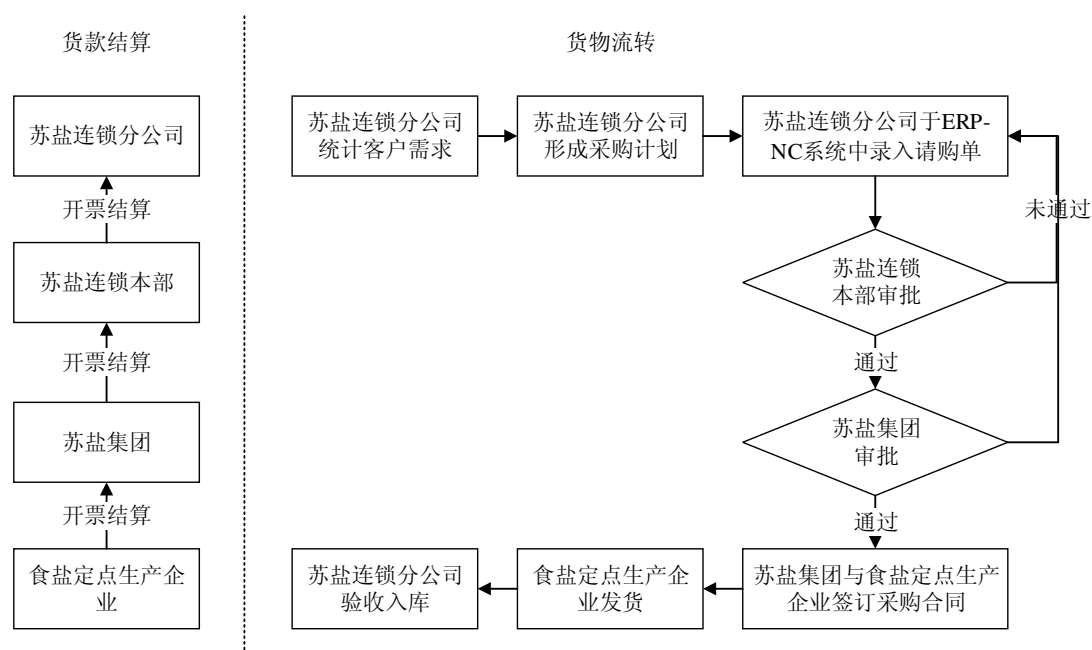 货款结算
货物流转
苏盐连锁分公司
开票结算
苏盐连锁本部
开票结算
苏盐集团
开票结算
食盐定点生产企
业
苏盐连锁分公司
统计客户需求
苏盐连锁分公司
形成采购计划
苏盐连锁分公司于ERP-
NC系统中录入请购单
未通过
苏盐连锁
本部审批
通过
苏盐集团
审批
通过
苏盐集团与食盐定点生产
企业签订采购合同
食盐定点生产企
业发货
苏盐连锁分公司
验收入库